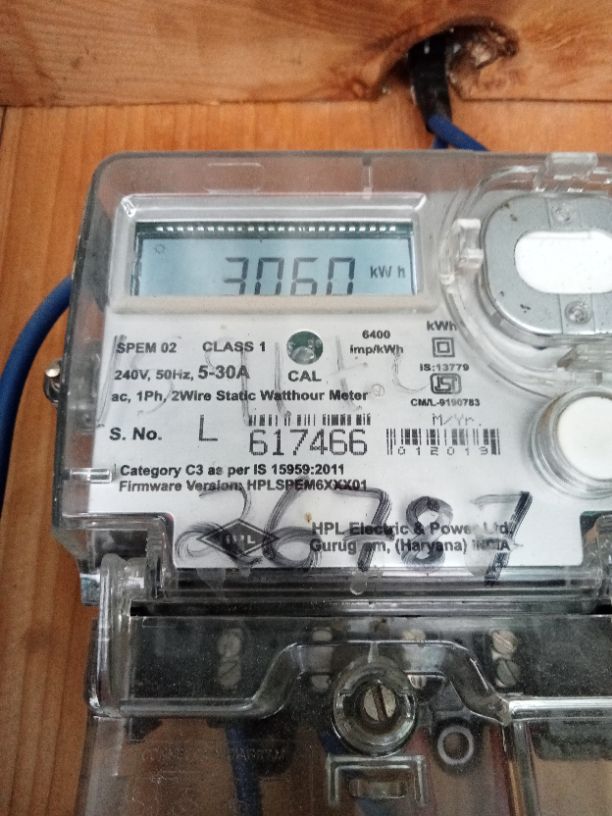 3060 kWh
SPEM 02 CLASS 1 6400 imp/kWh kWh
240V, 50Hz, 5-30A CAL IS:13779
ac, 1Ph, 2Wire Static Watthour Meter CM/L-9190783
M/Yr.
S. No. L 617466 012019
Category C3 as per IS 15959:2011
Firmware Version: HPLSPEM6XXX01
26787
HPL HPL Electric & Power Ltd
Gurugram, (Haryana) INDIA